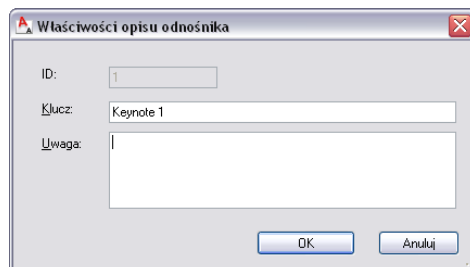 Właściwości opisu odnośnika
ID: 1
Klucz: Keynote 1
Uwaga:
OK Anuluj